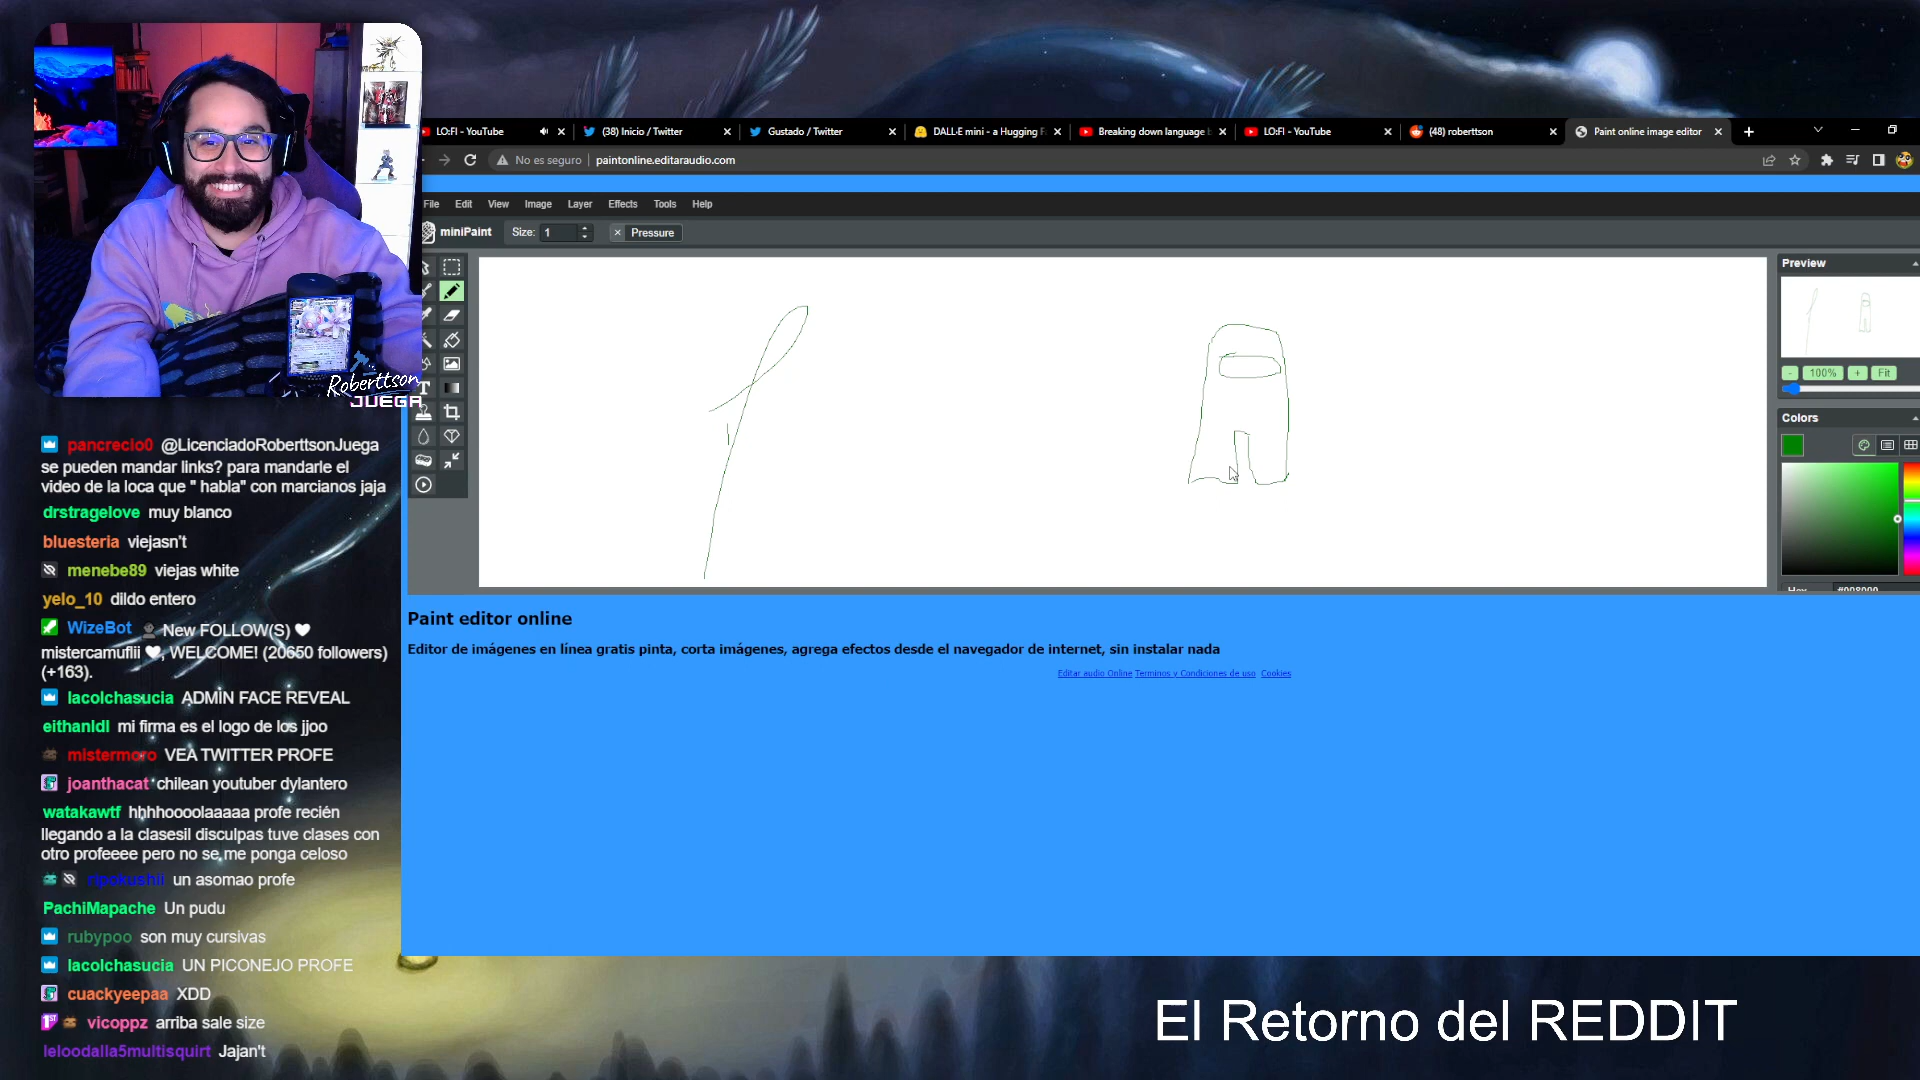 LO:FI - YouTube
(38) Inicio / Twitter
Gustado / Twitter
DALL·E mini - a Hugging F
Breaking down language b
LO:FI - YouTube
(48) roberttson
Paint online image editor
No es seguro
paintonline.editaraudio.com
File Edit View Image Layer Effects Tools Help
miniPaint
Size: 1
Pressure
Preview
- 100% + Fit
Colors
Hex #008000
Roberttson
JUEGA
pancreclo0 @LicenciadoRoberttsonJuega
se pueden mandar links? para mandarle el
video de la loca que " habla" con marcianos jaja
drstragelove muy blanco
bluesteria viejasn't
menebe89 viejas white
yelo_10 dildo entero
WizeBot New FOLLOW(S)
mistercamuflii , WELCOME! (20650 followers)
(+163).
lacolchasucia ADMIN FACE REVEAL
eithanldl mi firma es el logo de los jjoo
mistermoro VEA TWITTER PROFE
joanthacat chilean youtuber dylantero
watakawtf hhhhoooolaaaaa profe recién
llegando a la clasesil disculpas tuve clases con
otro profeeee pero no se me ponga celoso
ripokushii un asomao profe
PachiMapache Un pudu
rubypoo son muy cursivas
lacolchasucia UN PICONEJO PROFE
cuackyeepaa XDD
vicoppz arriba sale size
leloodalla5multisquirt Jajan't
Paint editor online
Editor de imágenes en línea gratis pinta, corta imágenes, agrega efectos desde el navegador de internet, sin instalar nada
Editar audio Online Terminos y Condiciones de uso Cookies
El Retorno del REDDIT